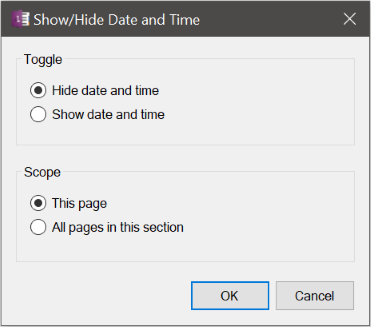 Show/Hide Date and Time
Toggle
Hide date and time
Show date and time
Scope
This page
All pages in this section
OK
Cancel